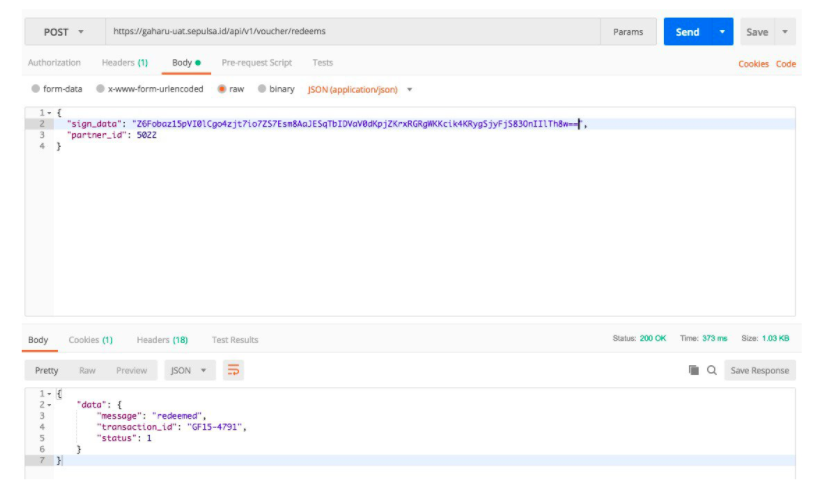 POST https://gaharu-uat.sepulsa.id/api/v1/voucher/redeems Params Send Save
Authorization Headers (1) Body Pre-request Script Tests Cookies Code
form-data x-www-form-urlencoded raw binary JSON (application/json)
1 {
2 "sign_data": "Z6Fobaz15pVI0lCgo4zjt7io7ZS7Esm8AaJESqTbIDVaV0dKpjZKrxRGRgWKKcik4KRygSjyFjS83OnIIlTh8w==",
3 "partner_id": 5022
4 }
Body Cookies (1) Headers (18) Test Results Status: 200 OK Time: 373 ms Size: 1.03 KB
Pretty Raw Preview JSON Save Response
1 {
2 "data": {
3 "message": "redeemed",
4 "transaction_id": "GF15-4791",
5 "status": 1
6 }
7 }